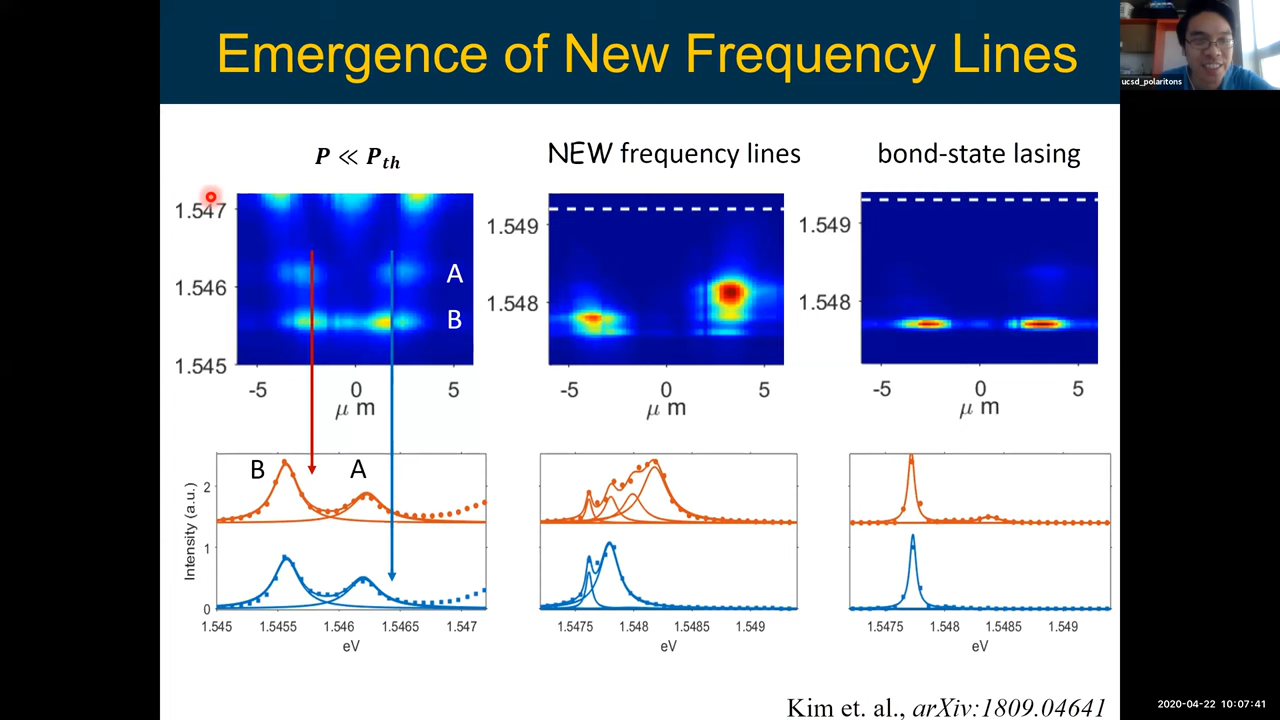 Emergence of New Frequency Lines
ucsd_polaritons
P ≪ P_th
NEW frequency lines
bond-state lasing
1.547
1.546
1.545
A
B
-5 0 5
μ m
1.549
1.548
-5 0 5
μ m
1.549
1.548
-5 0 5
μ m
Intensity (a.u.)
2
1
0
B A
1.545 1.5455 1.546 1.5465 1.547
eV
1.5475 1.548 1.5485 1.549
eV
1.5475 1.548 1.5485 1.549
eV
Kim et. al., arXiv:1809.04641
2020-04-22 10:07:41